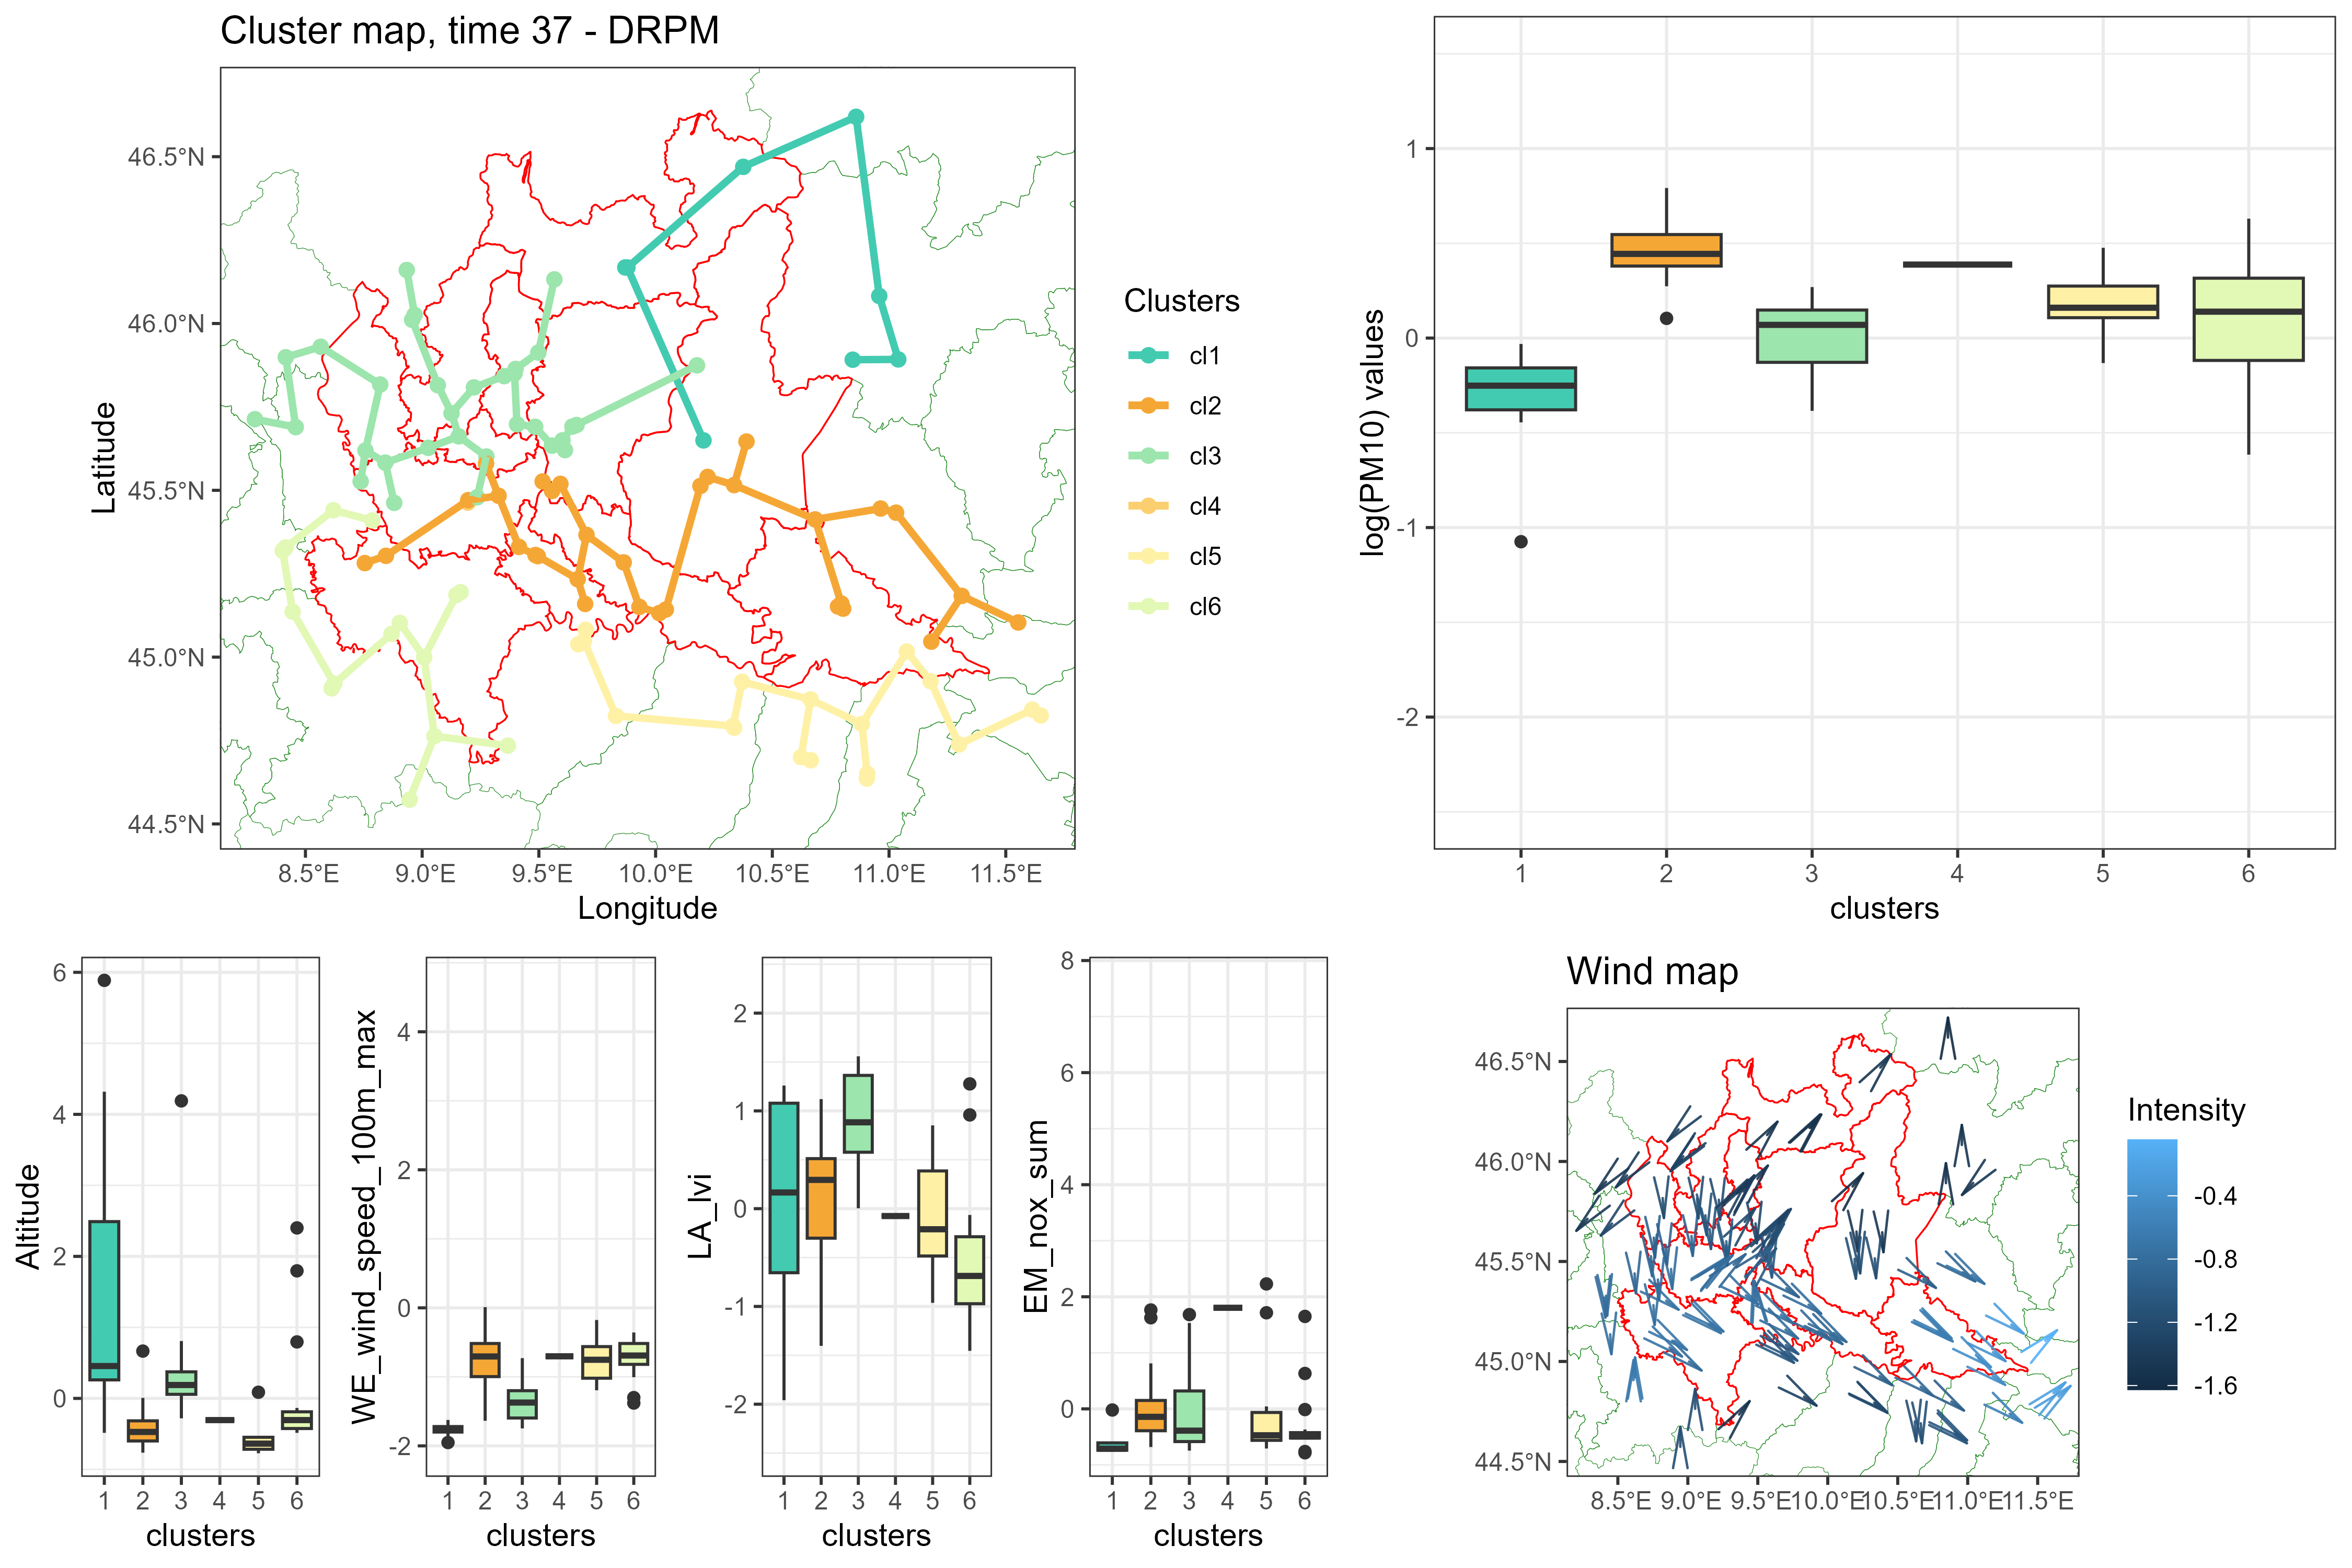 Cluster map, time 37 - DRPM
46.5°N
46.0°N
45.5°N
45.0°N
44.5°N
Latitude
8.5°E 9.0°E 9.5°E 10.0°E 10.5°E 11.0°E 11.5°E
Longitude
Clusters
cl1
cl2
cl3
cl4
cl5
cl6
log(PM10) values
1
0
-1
-2
1 2 3 4 5 6
clusters
Altitude
6
4
2
0
1 2 3 4 5 6
clusters
WE_wind_speed_100m_max
4
2
0
-2
1 2 3 4 5 6
clusters
LA_lvi
2
1
0
-1
-2
1 2 3 4 5 6
clusters
EM_nox_sum
8
6
4
2
0
1 2 3 4 5 6
clusters
Wind map
46.5°N
46.0°N
45.5°N
45.0°N
44.5°N
8.5°E 9.0°E 9.5°E 10.0°E 10.5°E 11.0°E 11.5°E
Intensity
-0.4
-0.8
-1.2
-1.6